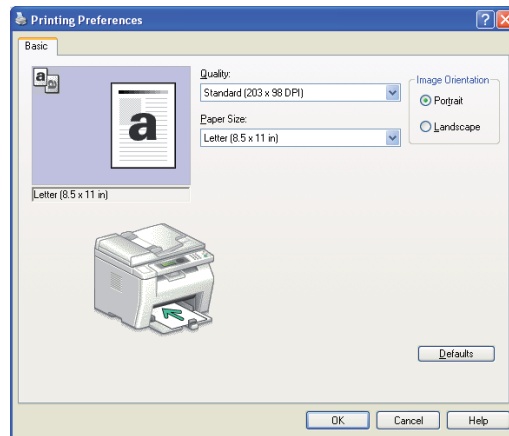 Printing Preferences
Basic
Quality:
Standard (203 x 98 DPI)
Paper Size:
Letter (8.5 x 11 in)
Image Orientation
Portrait
Landscape
a
a
a
Letter (8.5 x 11 in)
Defaults
OK Cancel Help